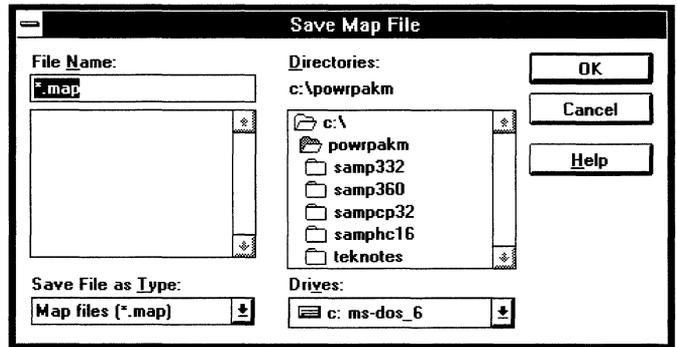 Save Map File
File Name:
*.map
Directories:
c:\powrpakm
c:\
powrpakm
samp332
samp360
sampcp32
samphc16
teknotes
OK
Cancel
Help
Save File as Type:
Map files (*.map)
Drives:
c: ms-dos_6